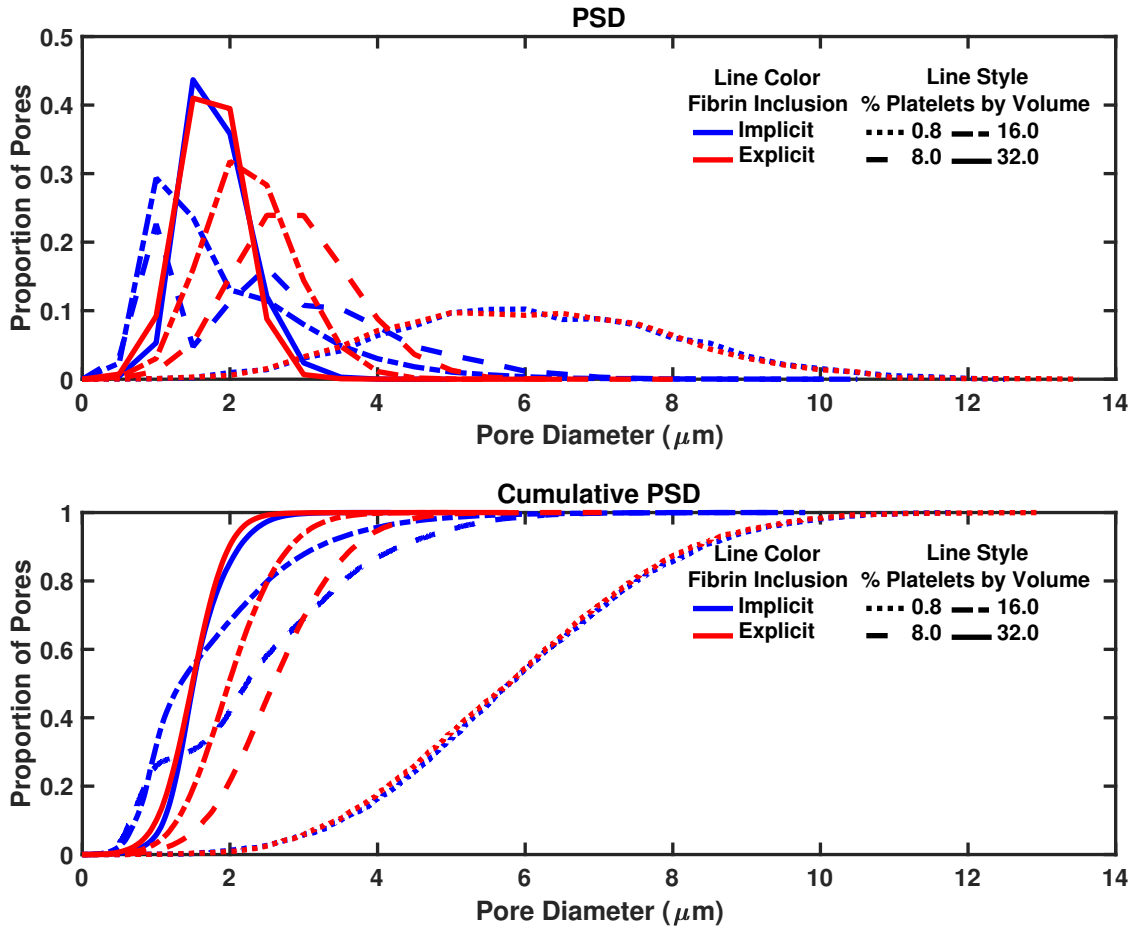 PSD
0.5
0.4
0.3
0.2
0.1
0
Proportion of Pores
Line Color
Fibrin Inclusion
Implicit
Explicit
Line Style
% Platelets by Volume
0.8 16.0
8.0 32.0
0 2 4 6 8 10 12 14
Pore Diameter (μm)
Cumulative PSD
1
0.8
0.6
0.4
0.2
0
Proportion of Pores
Line Color
Fibrin Inclusion
Implicit
Explicit
Line Style
% Platelets by Volume
0.8 16.0
8.0 32.0
0 2 4 6 8 10 12 14
Pore Diameter (μm)